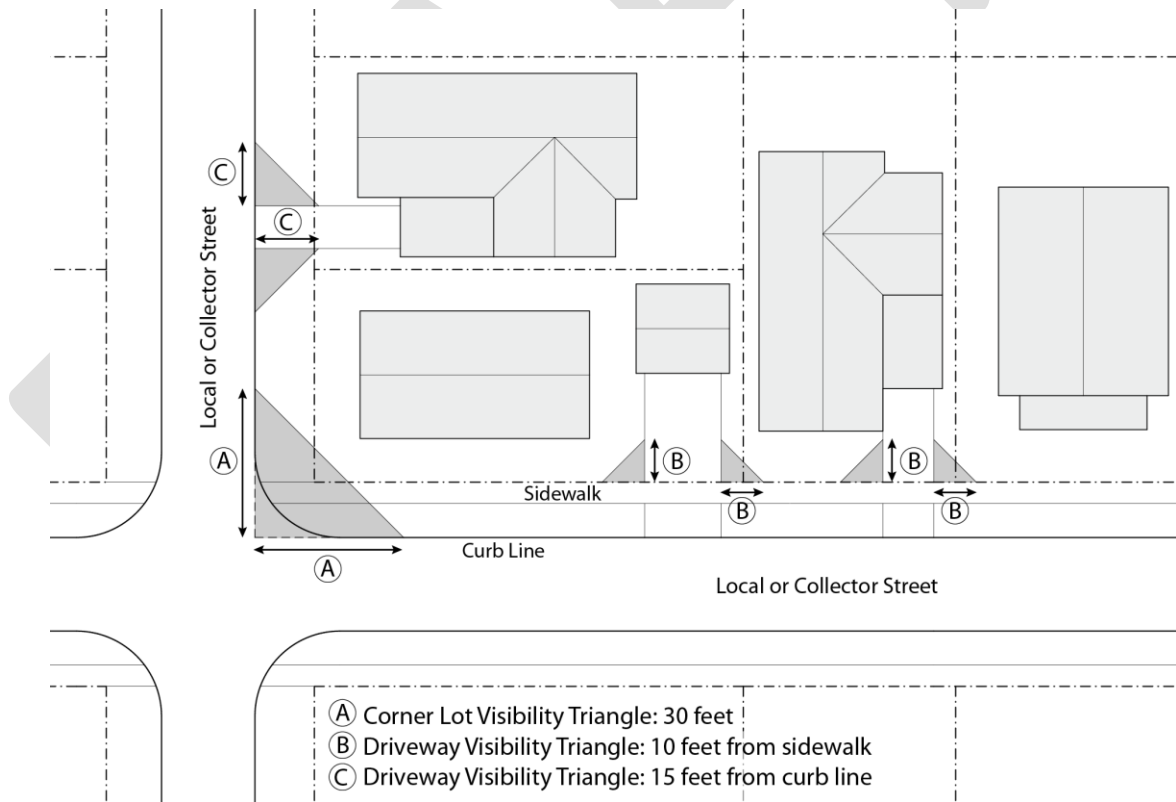 C
C
Local or Collector Street
A
B
B
Sidewalk
B
B
Curb Line
A
Local or Collector Street
A Corner Lot Visibility Triangle: 30 feet
B Driveway Visibility Triangle: 10 feet from sidewalk
C Driveway Visibility Triangle: 15 feet from curb line